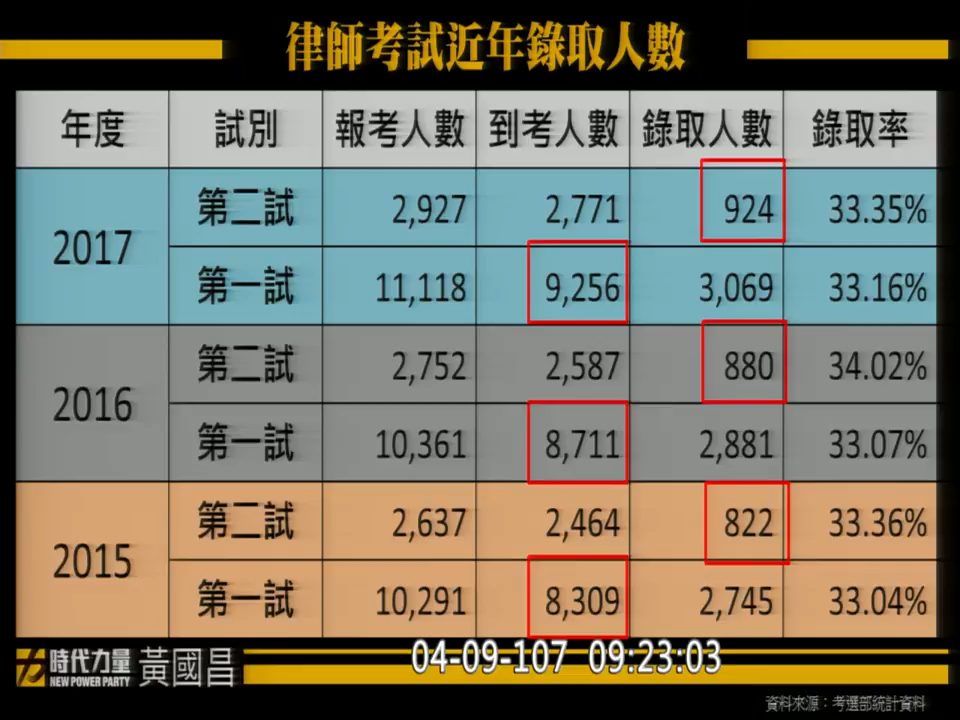 律師考試近年錄取人數
年度 試別 報考人數 到考人數 錄取人數 錄取率
2017 第二試 2,927 2,771 924 33.35%
第一試 11,118 9,256 3,069 33.16%
2016 第二試 2,752 2,587 880 34.02%
第一試 10,361 8,711 2,881 33.07%
2015 第二試 2,637 2,464 822 33.36%
第一試 10,291 8,309 2,745 33.04%
時代力量 黃國昌
NEW POWER PARTY
04-09-107 09:23:03
資料來源：考選部統計資料